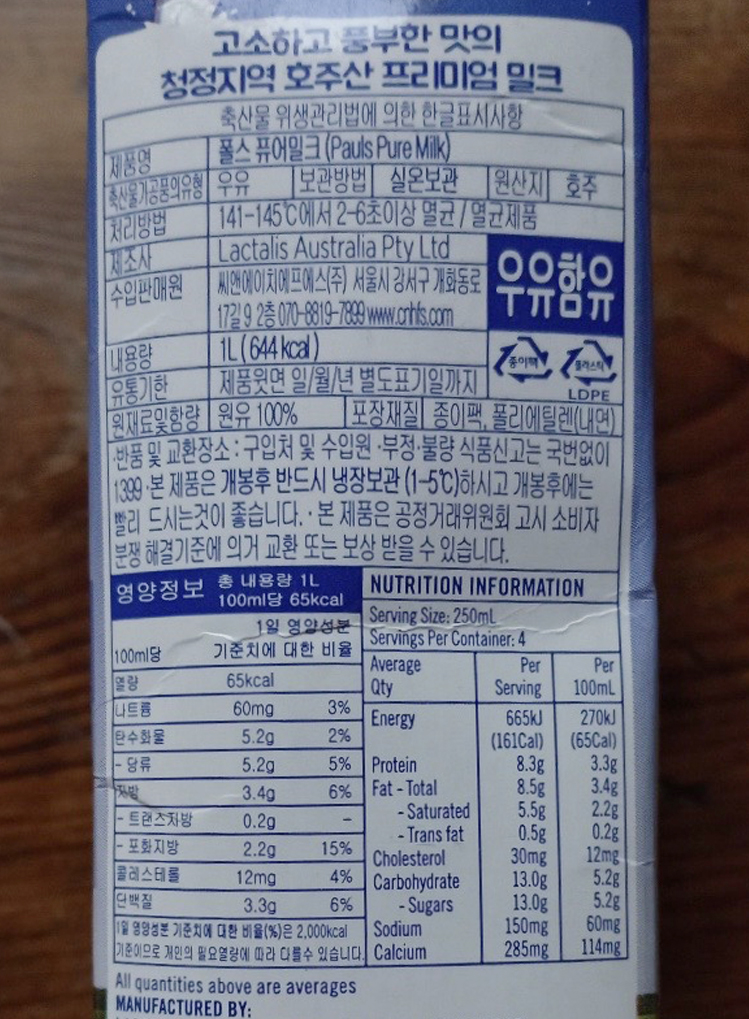 고소하고 풍부한 맛의
청정지역 호주산 프리미엄 밀크
축산물 위생관리법에 의한 한글표시사항
제품명 폴스 퓨어밀크 (Pauls Pure Milk)
축산물가공품의유형 우유 보관방법 실온보관 원산지 호주
처리방법 141-145℃에서 2-6초이상 멸균 / 멸균제품
제조사 Lactalis Australia Pty Ltd
수입판매원 씨앤에이치에프에스(주) 서울시 강서구 개화동로
17길 9 2층 070-8819-7899 www.cnhfs.com
우유함유
내용량 1L ( 644 kcal )
종이팩 플라스틱
LDPE
유통기한 제품윗면 일/월/년 별도표기일까지
원재료및함량 원유 100% 포장재질 종이팩, 폴리에틸렌(내면)
·반품 및 교환장소 : 구입처 및 수입원 ·부정·불량 식품신고는 국번없이
1399 ·본 제품은 개봉후 반드시 냉장보관 (1-5℃)하시고 개봉후에는
빨리 드시는것이 좋습니다. · 본 제품은 공정거래위원회 고시 소비자
분쟁 해결기준에 의거 교환 또는 보상 받을 수 있습니다.
영양정보 총 내용량 1L
100ml당 65kcal
1일 영양성분
100ml당 기준치에 대한 비율
열량 65kcal
나트륨 60mg 3%
탄수화물 5.2g 2%
- 당류 5.2g 5%
지방 3.4g 6%
- 트랜스지방 0.2g -
- 포화지방 2.2g 15%
콜레스테롤 12mg 4%
단백질 3.3g 6%
1일 영양성분 기준치에 대한 비율(%)은 2,000kcal
기준이므로 개인의 필요열량에 따라 다를수 있습니다.
NUTRITION INFORMATION
Serving Size: 250mL
Servings Per Container: 4
Average Per Per
Qty Serving 100mL
Energy 665kJ 270kJ
(161Cal) (65Cal)
Protein 8.3g 3.3g
Fat - Total 8.5g 3.4g
- Saturated 5.5g 2.2g
- Trans fat 0.5g 0.2g
Cholesterol 30mg 12mg
Carbohydrate 13.0g 5.2g
- Sugars 13.0g 5.2g
Sodium 150mg 60mg
Calcium 285mg 114mg
All quantities above are averages
MANUFACTURED BY: